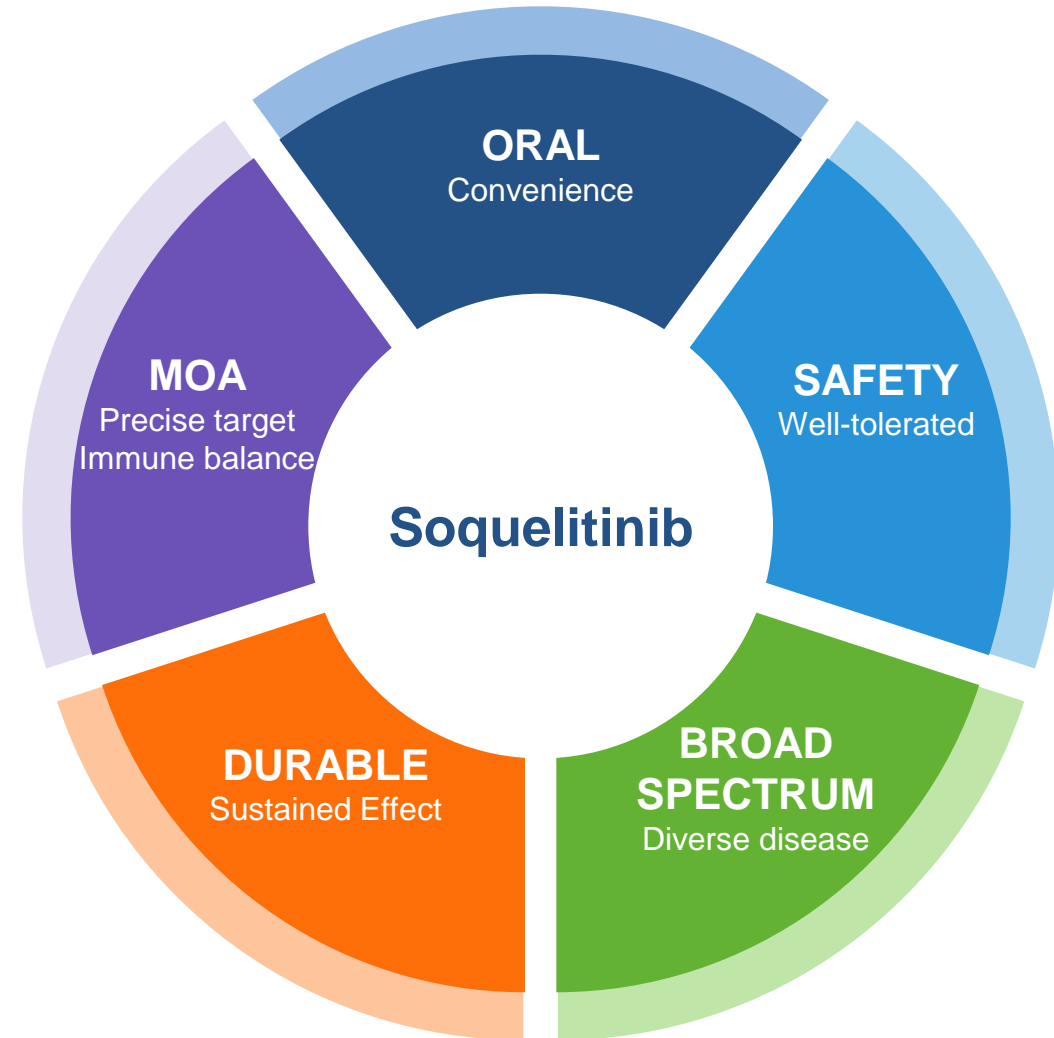 ORAL
Convenience
SAFETY
Well-tolerated
BROAD
SPECTRUM
Diverse disease
DURABLE
Sustained Effect
MOA
Precise target
Immune balance
Soquelitinib